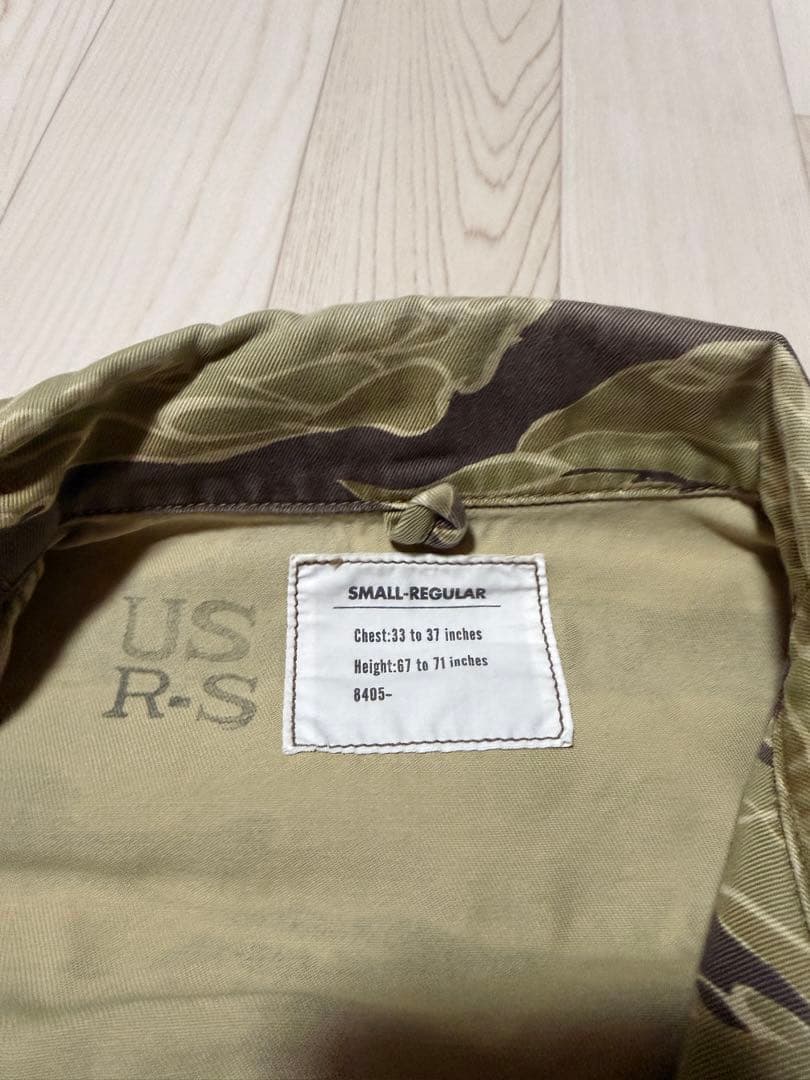 US
R-S
SMALL-REGULAR
Chest:33 to 37 inches
Height:67 to 71 inches
8405-